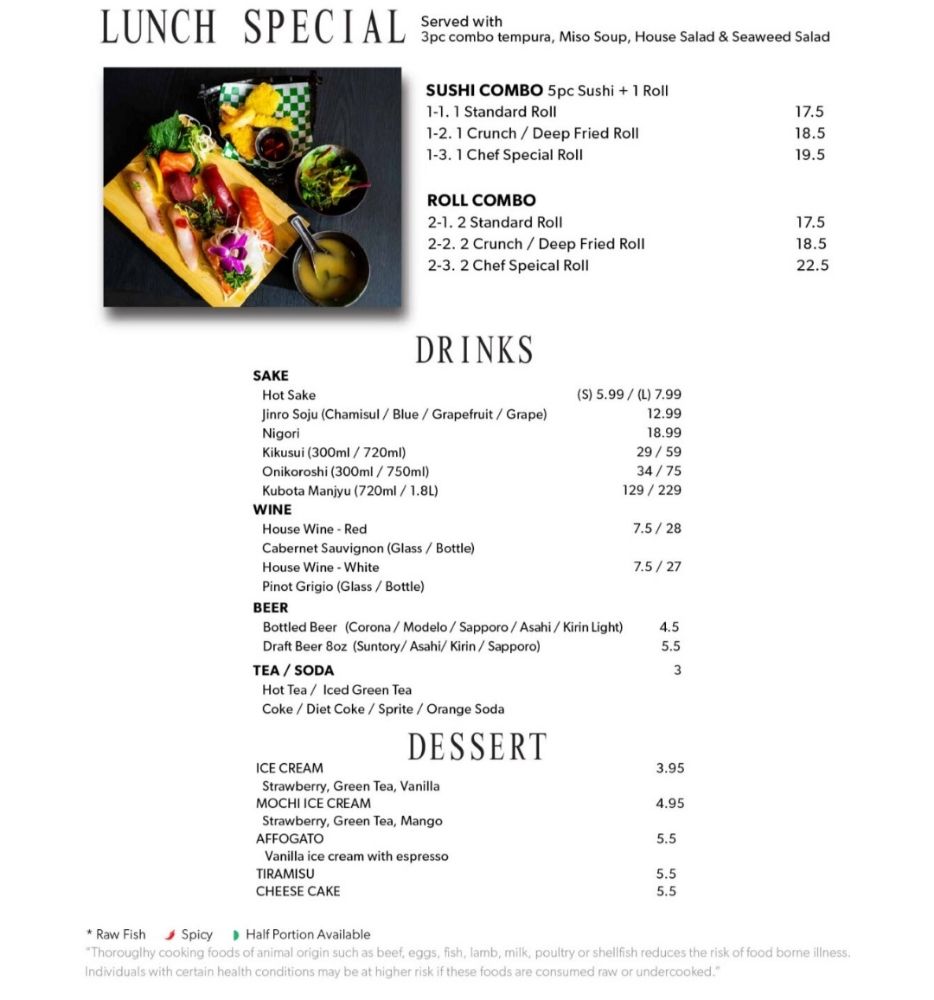 LUNCH SPECIAL
Served with
3pc combo tempura, Miso Soup, House Salad & Seaweed Salad
SUSHI COMBO 5pc Sushi + 1 Roll
1-1. 1 Standard Roll 17.5
1-2. 1 Crunch / Deep Fried Roll 18.5
1-3. 1 Chef Special Roll 19.5
ROLL COMBO
2-1. 2 Standard Roll 17.5
2-2. 2 Crunch / Deep Fried Roll 18.5
2-3. 2 Chef Speical Roll 22.5
DRINKS
SAKE
Hot Sake (S) 5.99 / (L) 7.99
Jinro Soju (Chamisul / Blue / Grapefruit / Grape) 12.99
Nigori 18.99
Kikusui (300ml / 720ml) 29 / 59
Onikoroshi (300ml / 750ml) 34 / 75
Kubota Manjyu (720ml / 1.8L) 129 / 229
WINE
House Wine - Red 7.5 / 28
Cabernet Sauvignon (Glass / Bottle)
House Wine - White 7.5 / 27
Pinot Grigio (Glass / Bottle)
BEER
Bottled Beer (Corona / Modelo / Sapporo / Asahi / Kirin Light) 4.5
Draft Beer 8oz (Suntory/ Asahi/ Kirin / Sapporo) 5.5
TEA / SODA 3
Hot Tea / Iced Green Tea
Coke / Diet Coke / Sprite / Orange Soda
DESSERT
ICE CREAM 3.95
Strawberry, Green Tea, Vanilla
MOCHI ICE CREAM 4.95
Strawberry, Green Tea, Mango
AFFOGATO 5.5
Vanilla ice cream with espresso
TIRAMISU 5.5
CHEESE CAKE 5.5
* Raw Fish Spicy Half Portion Available
"Thorouglhy cooking foods of animal origin such as beef, eggs, fish, lamb, milk, poultry or shellfish reduces the risk of food borne illness.
Individuals with certain health conditions may be at higher risk if these foods are consumed raw or undercooked."